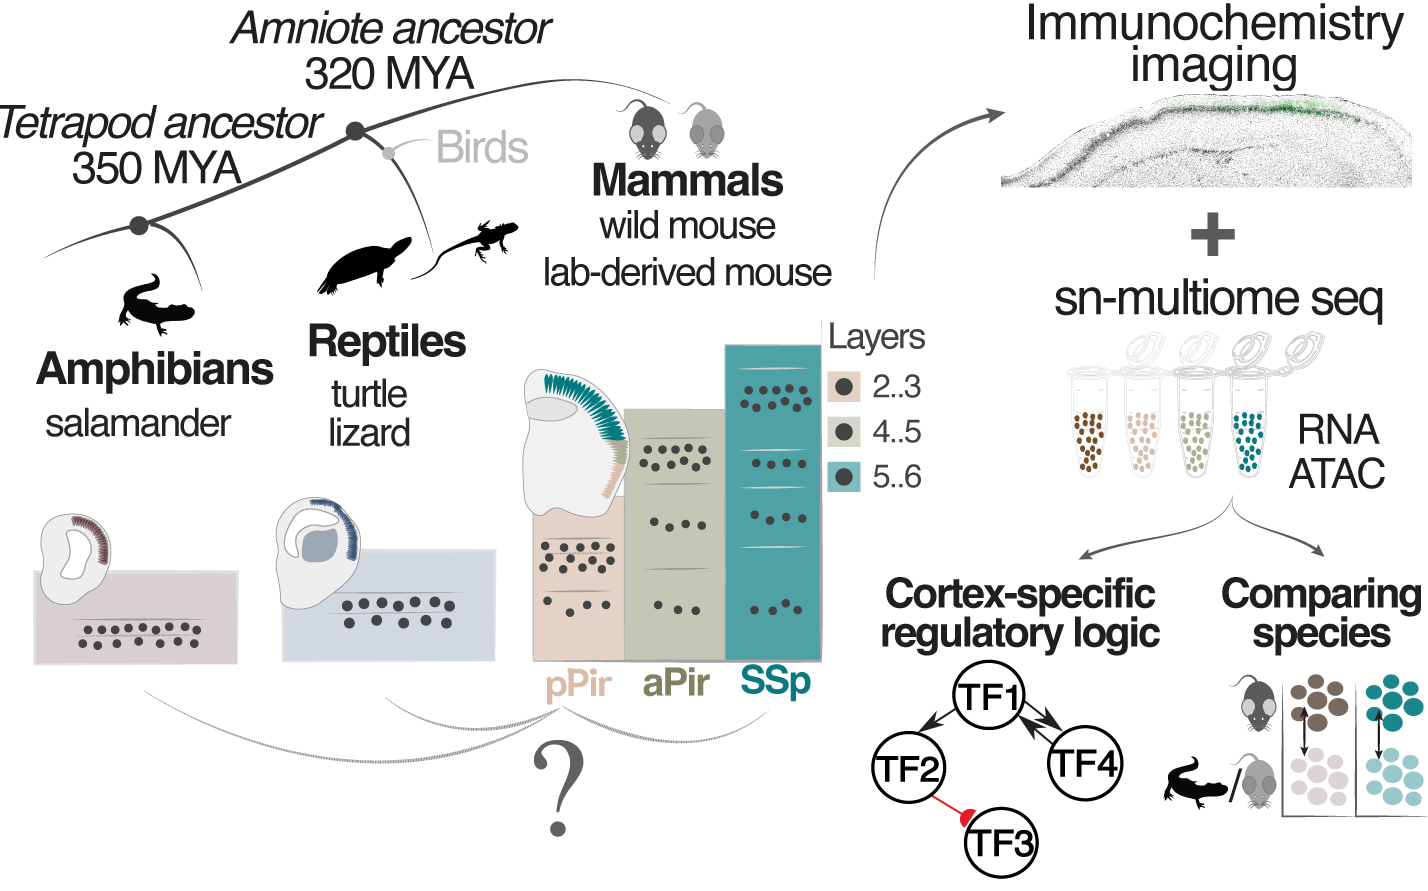 Amniote ancestor
320 MYA
Tetrapod ancestor
350 MYA
Birds
Mammals
wild mouse
lab-derived mouse
Amphibians
salamander
Reptiles
turtle
lizard
Layers
2..3
4..5
5..6
pPir
aPir
SSp
?
Immunochemistry
imaging
+
sn-multiome seq
RNA
ATAC
Cortex-specific
regulatory logic
TF1
TF2
TF4
TF3
Comparing
species
/